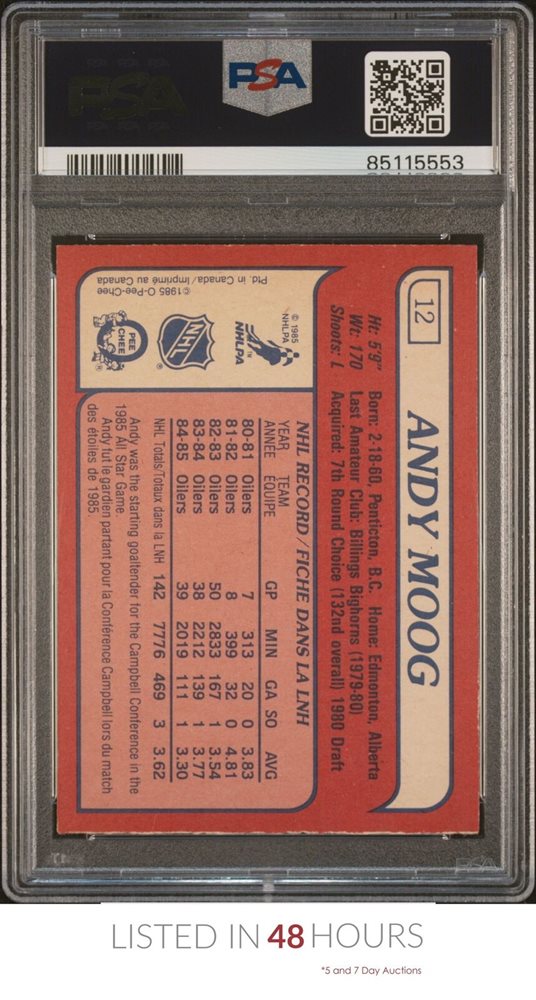 PSA
PSA
85115553
12
ANDY MOOG
Ht: 5'9" Born: 2-18-60, Penticton, B.C. Home: Edmonton, Alberta
Wt: 170 Last Amateur Club: Billings Bighorns (1979-80)
Shoots: L Acquired: 7th Round Choice (132nd overall) 1980 Draft
© 1985
NHLPA
NHLPA
TM
NHL
®
O PEE CHEE
©1985 O-Pee-Chee
Ptd. in Canada/Imprimé au Canada
NHL RECORD/FICHE DANS LA LNH
YEAR TEAM
ANNÉE ÉQUIPE GP MIN GA SO AVG
80-81 Oilers 7 313 20 0 3.83
81-82 Oilers 8 399 32 0 4.81
82-83 Oilers 50 2833 167 1 3.54
83-84 Oilers 38 2212 139 1 3.77
84-85 Oilers 39 2019 111 1 3.30
NHL Totals/Totaux dans la LNH 142 7776 469 3 3.62
Andy was the starting goaltender for the Campbell Conference in the
1985 All Star Game.
Andy fut le gardien partant pour la Conférence Campbell lors du match
des étoiles de 1985
PSA
LISTED IN 48 HOURS
*5 and 7 Day Auctions